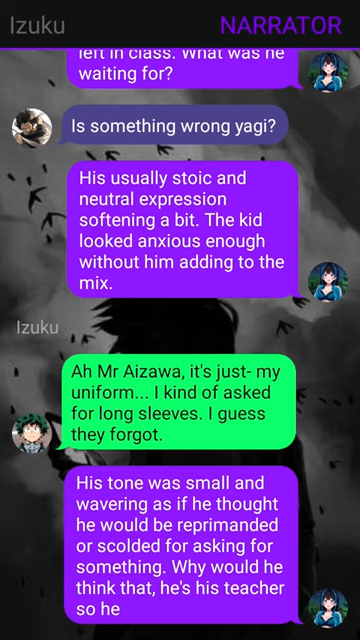 Izuku
NARRATOR
left in class. What was he
waiting for?
Is something wrong yagi?
His usually stoic and
neutral expression
softening a bit. The kid
looked anxious enough
without him adding to the
mix.
Izuku
Ah Mr Aizawa, it's just- my
uniform... I kind of asked
for long sleeves. I guess
they forgot.
His tone was small and
wavering as if he thought
he would be reprimanded
or scolded for asking for
something. Why would he
think that, he's his teacher
so he